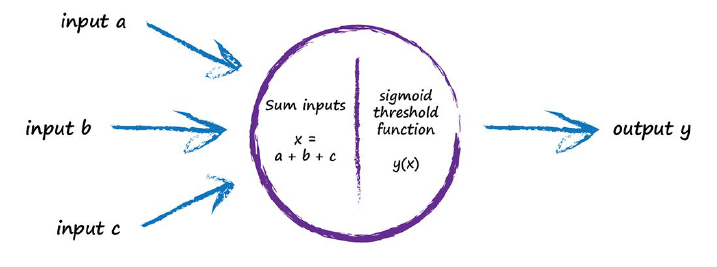 input a
input b
input c
Sum inputs
x =
a + b + c
sigmoid
threshold
function
y(x)
output y